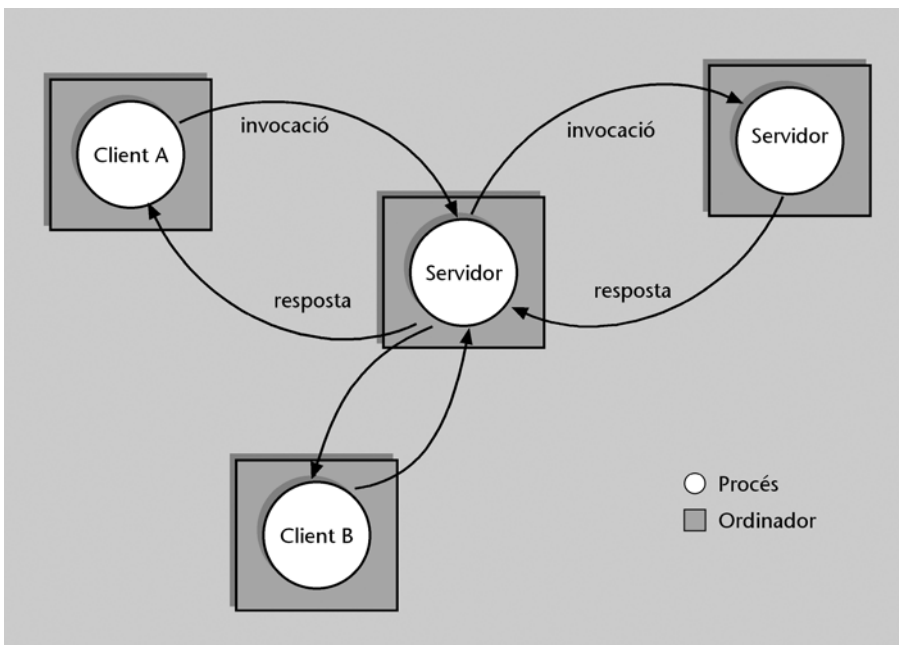 Client A
invocació
invocació
Servidor
Servidor
resposta
resposta
Client B
Procés
Ordinador